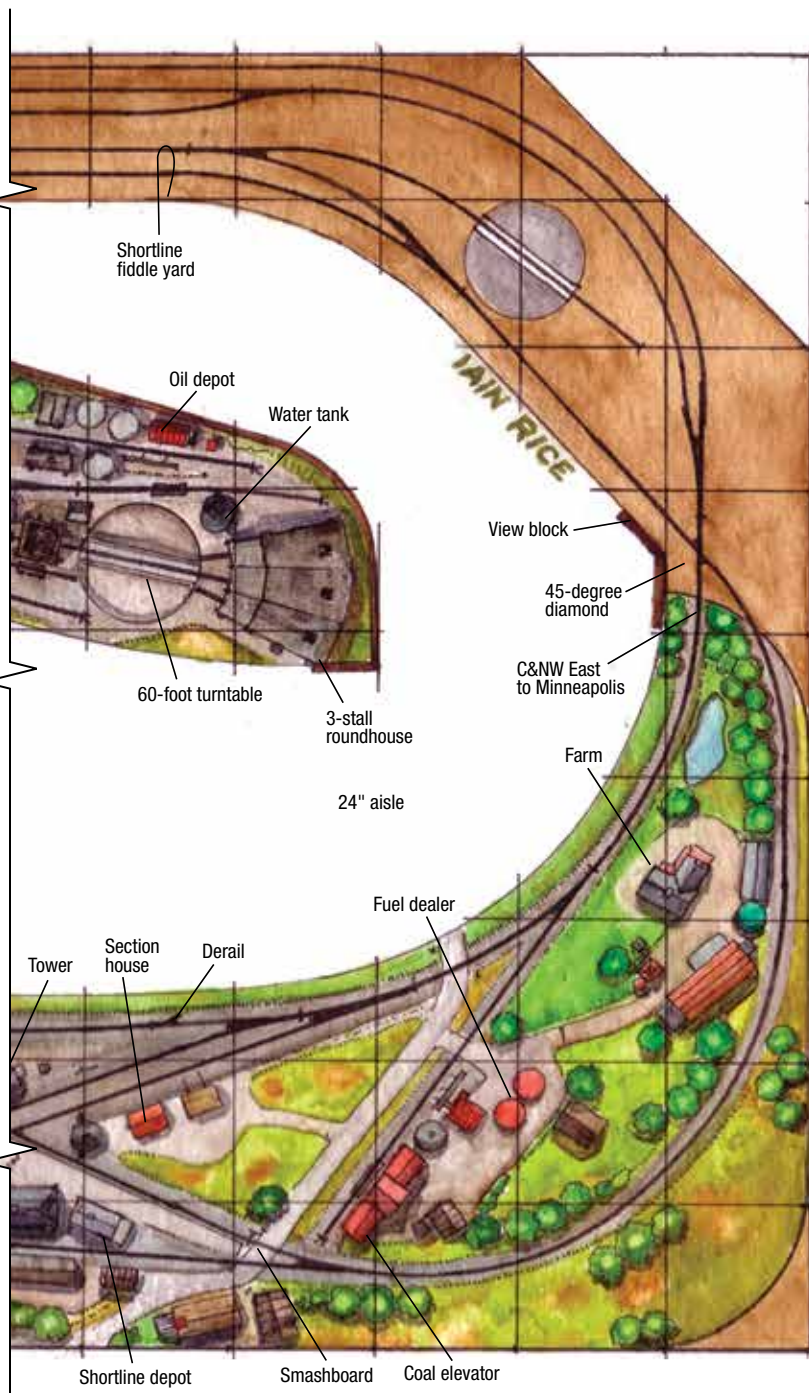 Shortline
fiddle yard
Oil depot
Water tank
IAIN RICE
View block
45-degree
diamond
60-foot turntable
C&NW East
to Minneapolis
3-stall
roundhouse
Farm
24" aisle
Fuel dealer
Tower
Section
house
Derail
Shortline depot
Smashboard
Coal elevator